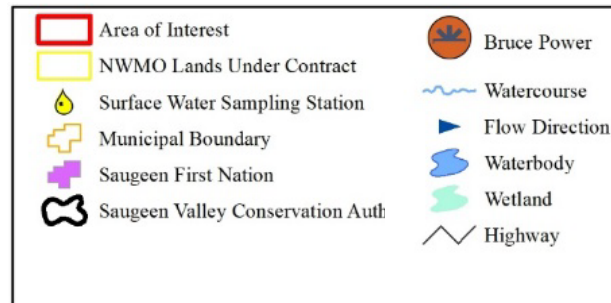 Area of Interest
NWMO Lands Under Contract
Surface Water Sampling Station
Municipal Boundary
Saugeen First Nation
Saugeen Valley Conservation Auth
Bruce Power
Watercourse
Flow Direction
Waterbody
Wetland
Highway